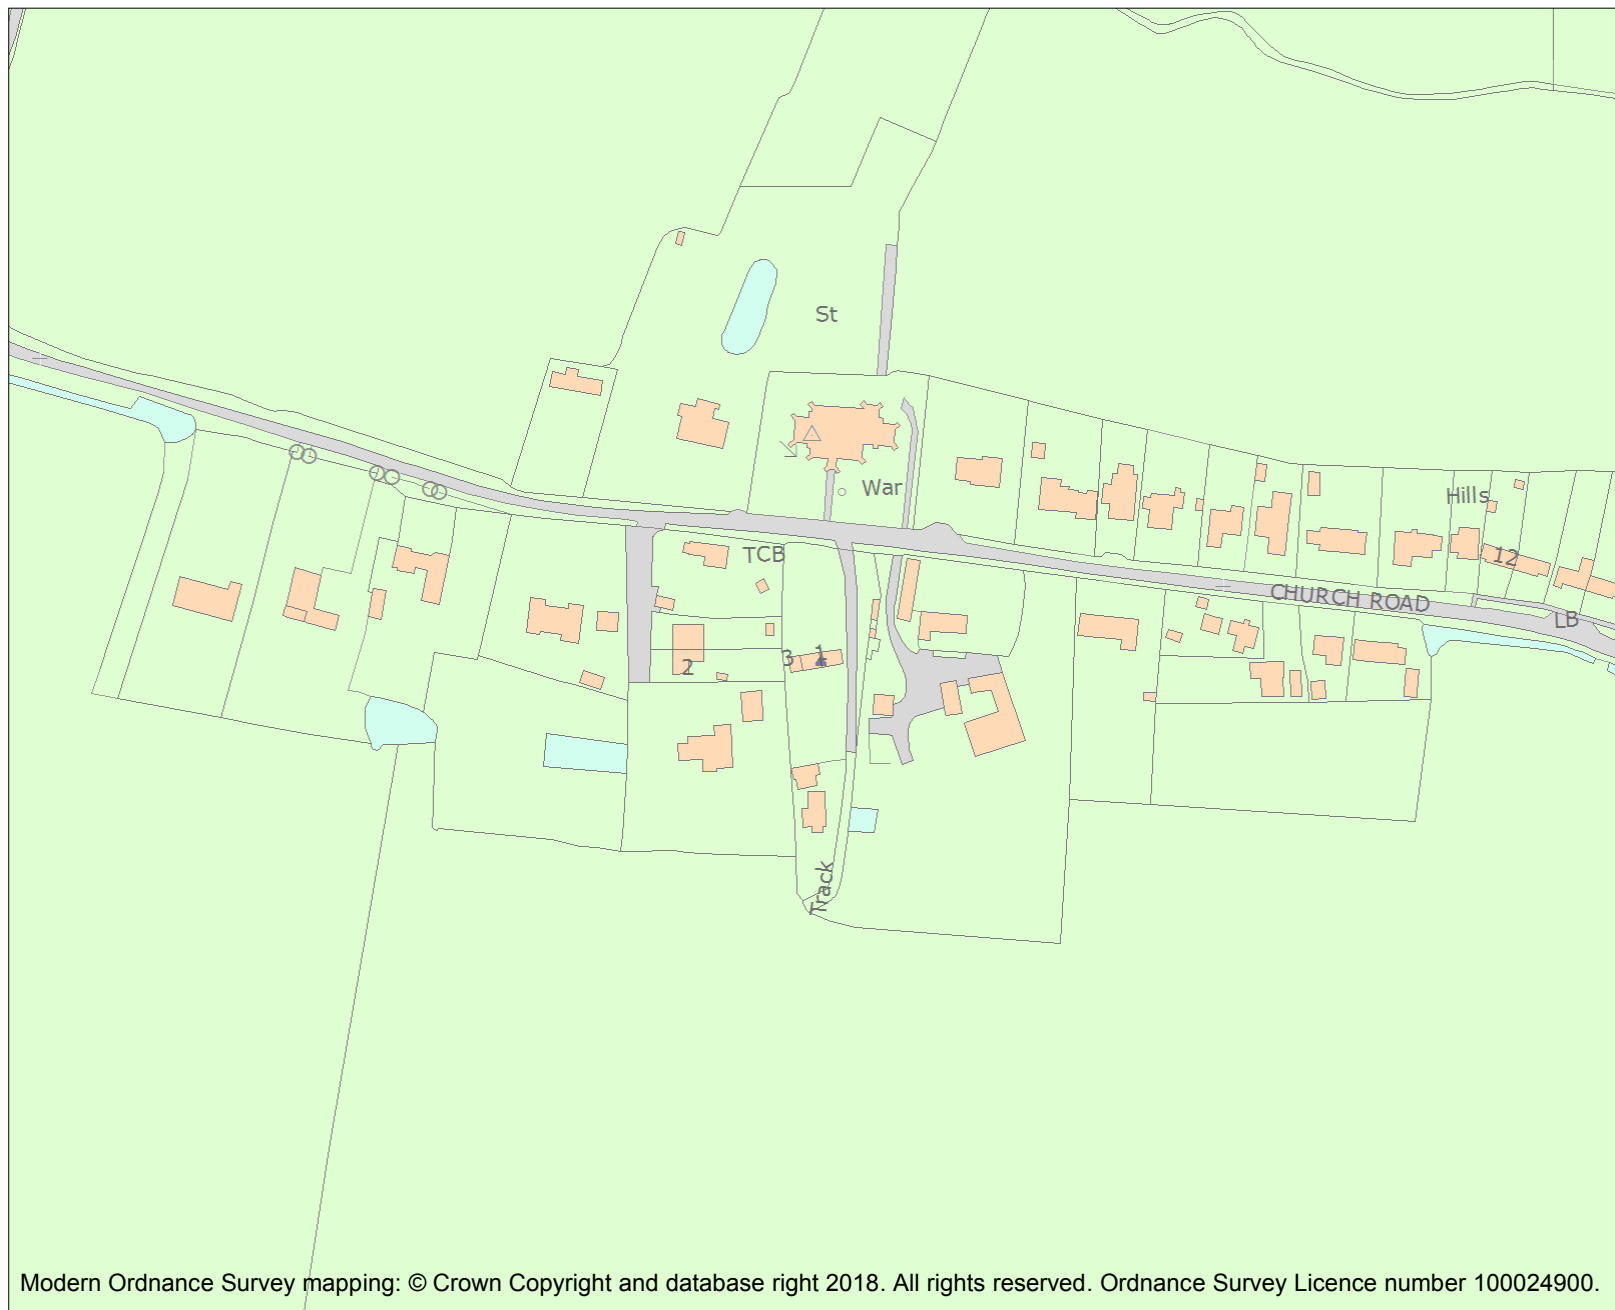 St
War
Hills
TCB
12
CHURCH ROAD
LB
3 1
2
Track
Modern Ordnance Survey mapping: © Crown Copyright and database right 2018. All rights reserved. Ordnance Survey Licence number 100024900.